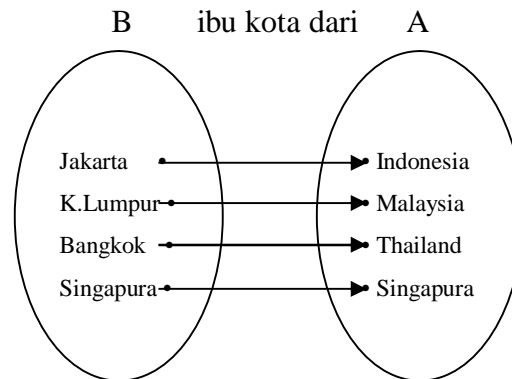 B ibu kota dari A
Jakarta Indonesia
K.Lumpur Malaysia
Bangkok Thailand
Singapura Singapura